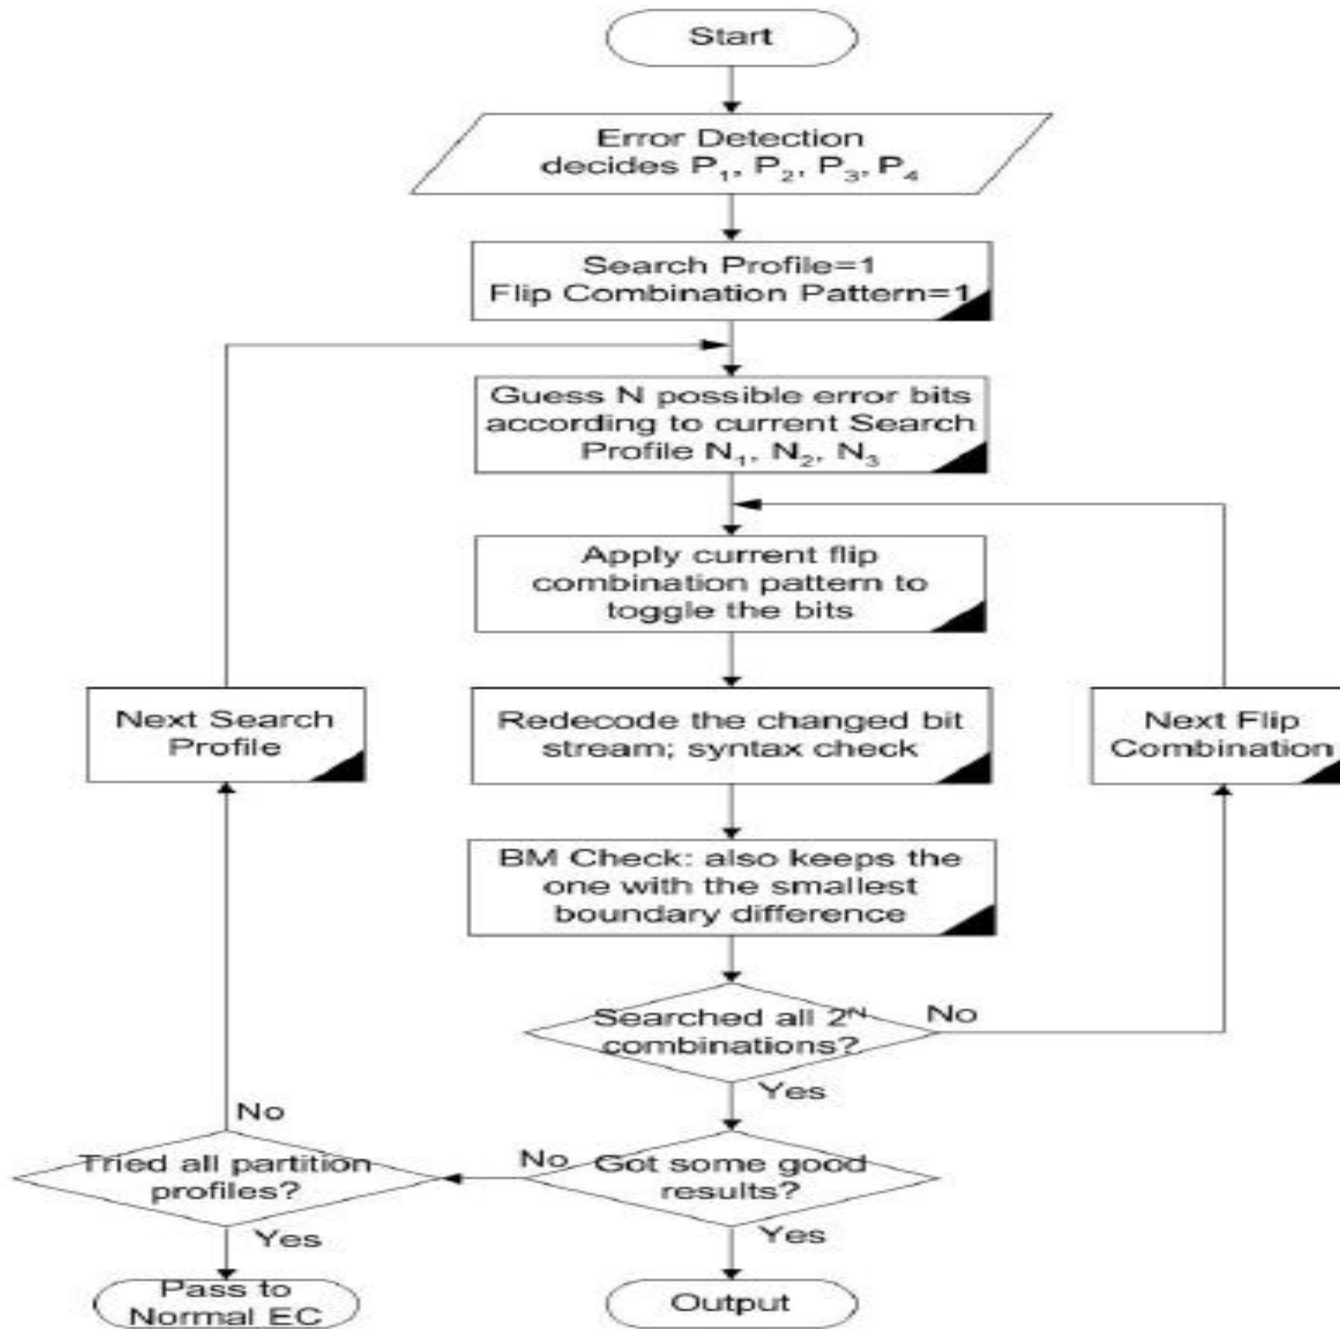 Start
Error Detection
decides P₁, P₂, P₃, P₄
Search Profile=1
Flip Combination Pattern=1
Guess N possible error bits
according to current Search
Profile N₁, N₂, N₃
Apply current flip
combination pattern to
toggle the bits
Next Search
Profile
Redecode the changed bit
stream; syntax check
Next Flip
Combination
BM Check: also keeps the
one with the smallest
boundary difference
Searched all 2ᴺ
combinations?
No
Yes
No
Tried all partition
profiles?
No
Got some good
results?
Yes
Yes
Pass to
Normal EC
Output